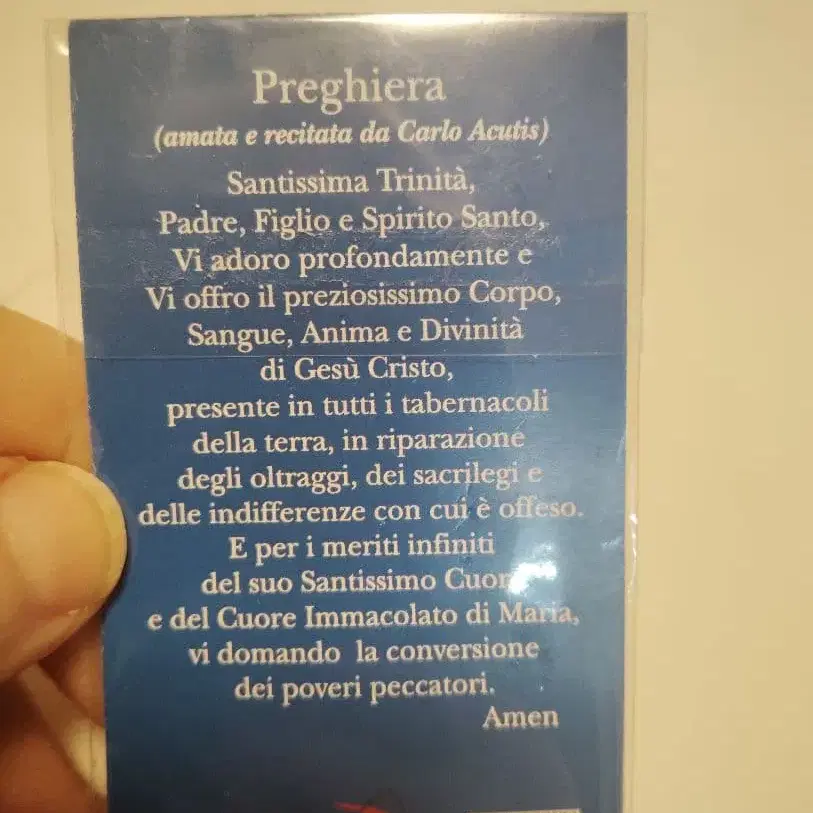 Preghiera
(amata e recitata da Carlo Acutis)
Santissima Trinità,
Padre, Figlio e Spirito Santo,
Vi adoro profondamente e
Vi offro il preziosissimo Corpo,
Sangue, Anima e Divinità
di Gesù Cristo,
presente in tutti i tabernacoli
della terra, in riparazione
degli oltraggi, dei sacrilegi e
delle indifferenze con cui è offeso.
E per i meriti infiniti
del suo Santissimo Cuore
e del Cuore Immacolato di Maria,
vi domando la conversione
dei poveri peccatori.
Amen